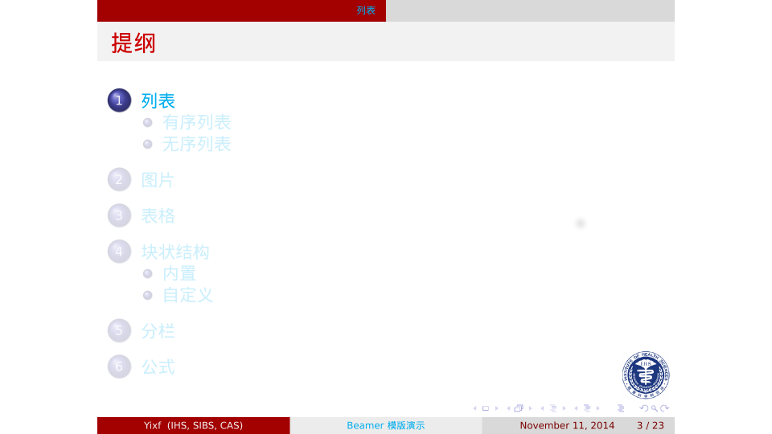 列表
提纲
1 列表
有序列表
无序列表
2 图片
3 表格
4 块状结构
内置
自定义
5 分栏
6 公式
Yixf (IHS, SIBS, CAS) Beamer 模版演示 November 11, 2014 3 / 23